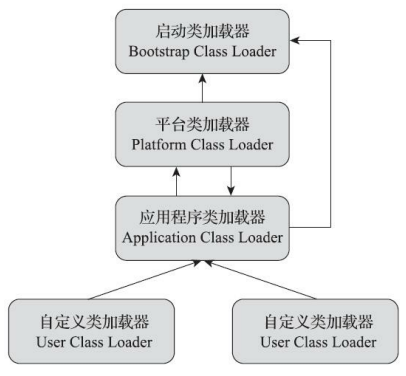 启动类加载器
Bootstrap Class Loader
平台类加载器
Platform Class Loader
应用程序类加载器
Application Class Loader
自定义类加载器
User Class Loader
自定义类加载器
User Class Loader